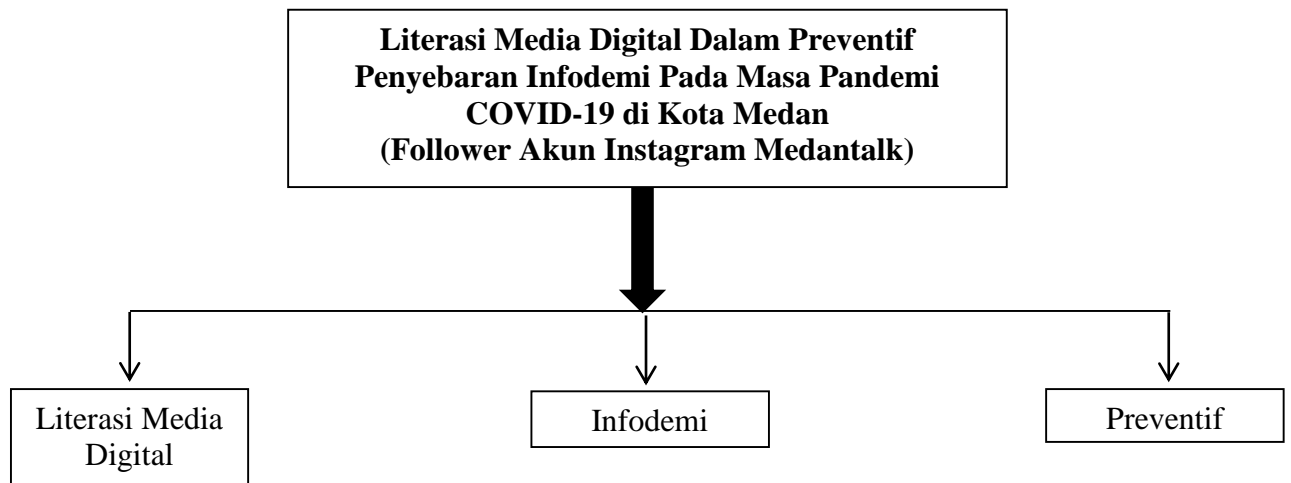 Literasi Media Digital Dalam Preventif
Penyebaran Infodemi Pada Masa Pandemi
COVID-19 di Kota Medan
(Follower Akun Instagram Medantalk)
Literasi Media
Digital
Infodemi
Preventif